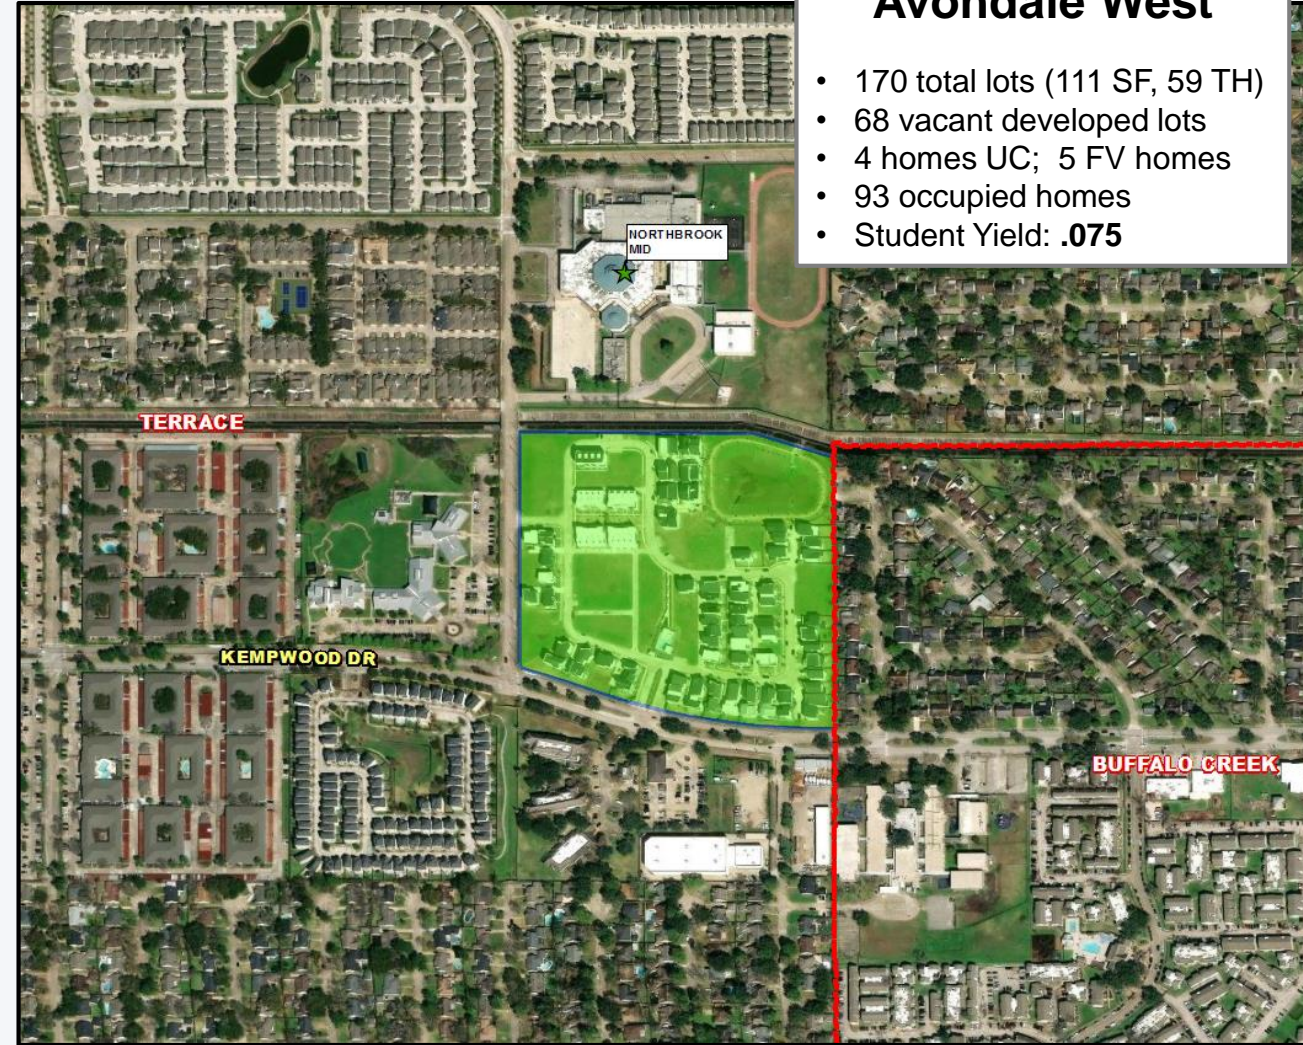 Avondale West
• 170 total lots (111 SF, 59 TH)
• 68 vacant developed lots
• 4 homes UC; 5 FV homes
• 93 occupied homes
• Student Yield: .075
NORTHBROOK
MID
TERRACE
KEMPWOOD DR
BUFFALO CREEK